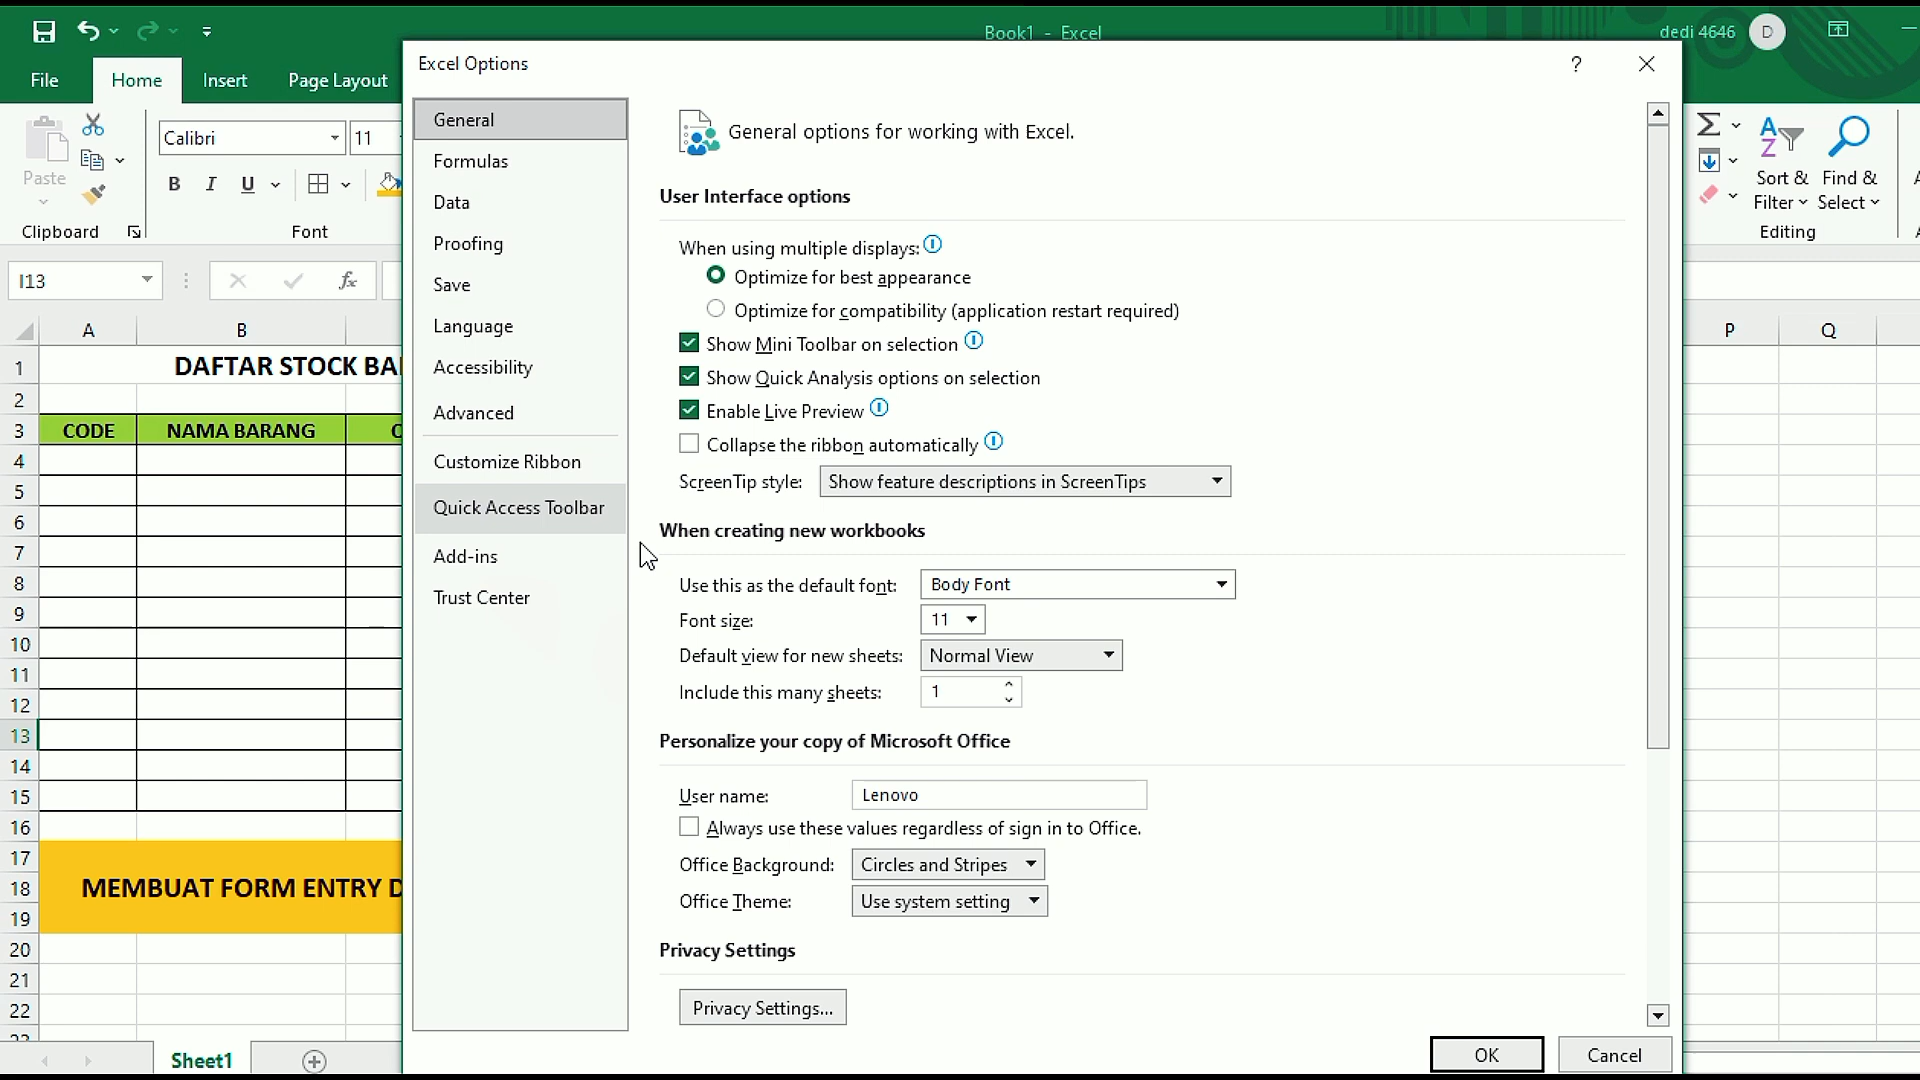 Book1 - Excel
dedi 4646
D
File
Home
Insert
Page Layout
Excel Options
?
Paste
Clipboard
Calibri
11
B I U
Font
Σ
Sort & Filter
Find & Select
Editing
I13
fx
General
Formulas
Data
Proofing
Save
Language
Accessibility
Advanced
Customize Ribbon
Quick Access Toolbar
Add-ins
Trust Center
General options for working with Excel.
User Interface options
When using multiple displays:
Optimize for best appearance
Optimize for compatibility (application restart required)
Show Mini Toolbar on selection
Show Quick Analysis options on selection
Enable Live Preview
Collapse the ribbon automatically
ScreenTip style: Show feature descriptions in ScreenTips
When creating new workbooks
Use this as the default font: Body Font
Font size: 11
Default view for new sheets: Normal View
Include this many sheets: 1
Personalize your copy of Microsoft Office
User name: Lenovo
Always use these values regardless of sign in to Office.
Office Background: Circles and Stripes
Office Theme: Use system setting
Privacy Settings
Privacy Settings...
OK
Cancel
A B P Q
1 DAFTAR STOCK
2
3 CODE NAMA BARANG
4
5
6
7
8
9
10
11
12
13
14
15
16
17
18 MEMBUAT FORM ENTRY
19
20
21
22
Sheet1